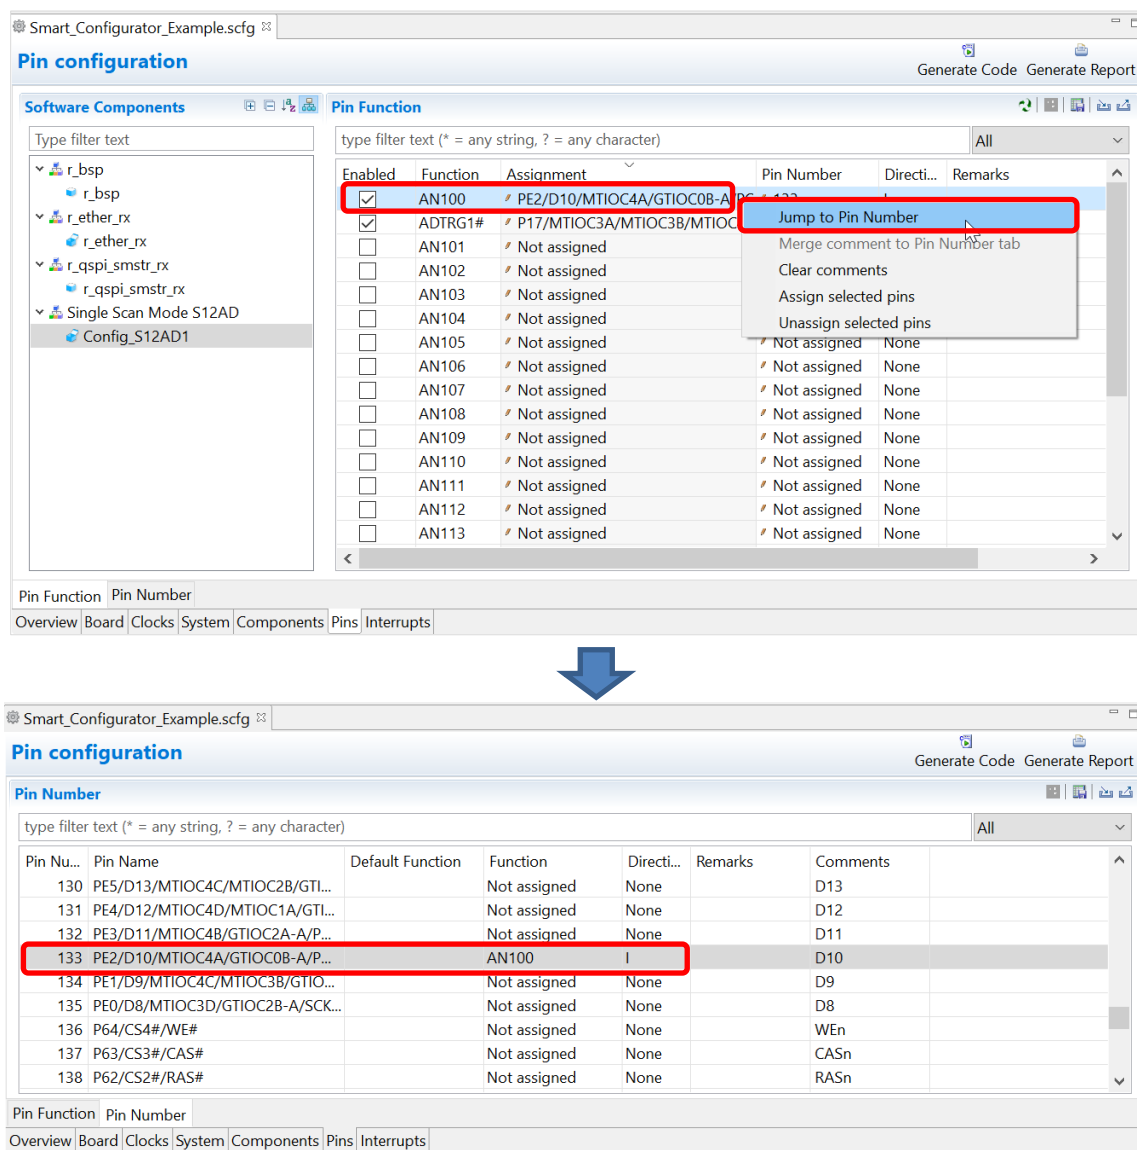 Smart_Configurator_Example.scfg
Pin configuration
Generate Code Generate Report
Software Components
Pin Function
Type filter text
type filter text (* = any string, ? = any character)
All
r_bsp
r_bsp
r_ether_rx
r_ether_rx
r_qspi_smstr_rx
r_qspi_smstr_rx
Single Scan Mode S12AD
Config_S12AD1
Enabled Function Assignment Pin Number Directi... Remarks
AN100 PE2/D10/MTIOC4A/GTIOC0B-A/
ADTRG1# P17/MTIOC3A/MTIOC3B/MTIOC
AN101 Not assigned
AN102 Not assigned
AN103 Not assigned
AN104 Not assigned
AN105 Not assigned Not assigned None
AN106 Not assigned Not assigned None
AN107 Not assigned Not assigned None
AN108 Not assigned Not assigned None
AN109 Not assigned Not assigned None
AN110 Not assigned Not assigned None
AN111 Not assigned Not assigned None
AN112 Not assigned Not assigned None
AN113 Not assigned Not assigned None
Jump to Pin Number
Merge comment to Pin Number tab
Clear comments
Assign selected pins
Unassign selected pins
Pin Function Pin Number
Overview Board Clocks System Components Pins Interrupts
Smart_Configurator_Example.scfg
Pin configuration
Generate Code Generate Report
Pin Number
type filter text (* = any string, ? = any character)
All
Pin Nu... Pin Name Default Function Function Directi... Remarks Comments
130 PE5/D13/MTIOC4C/MTIOC2B/GTI... Not assigned None D13
131 PE4/D12/MTIOC4D/MTIOC1A/GTI... Not assigned None D12
132 PE3/D11/MTIOC4B/GTIOC2A-A/P... Not assigned None D11
133 PE2/D10/MTIOC4A/GTIOC0B-A/P... AN100 I D10
134 PE1/D9/MTIOC4C/MTIOC3B/GTIO... Not assigned None D9
135 PE0/D8/MTIOC3D/GTIOC2B-A/SCK... Not assigned None D8
136 P64/CS4#/WE# Not assigned None WEn
137 P63/CS3#/CAS# Not assigned None CASn
138 P62/CS2#/RAS# Not assigned None RASn
Pin Function Pin Number
Overview Board Clocks System Components Pins Interrupts